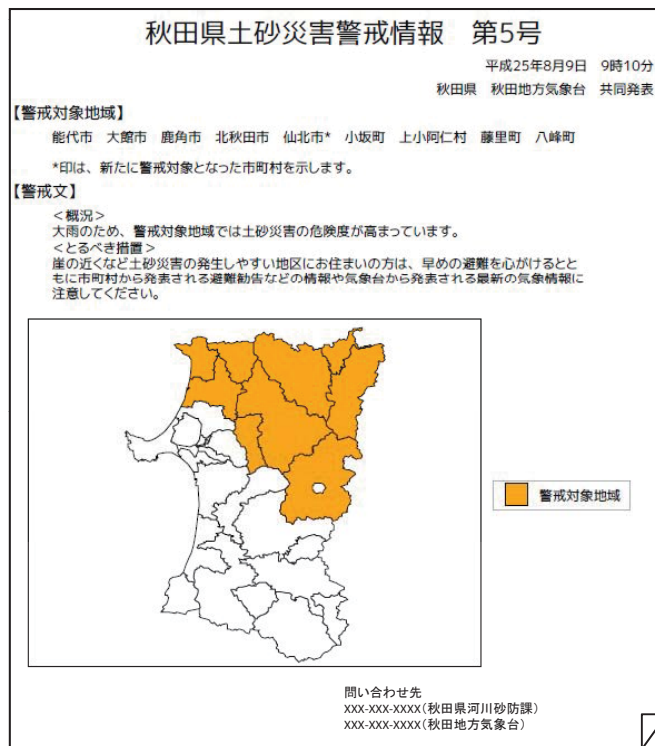 秋田県土砂災害警戒情報　第5号
平成25年8月9日　9時10分
秋田県　秋田地方気象台　共同発表
【警戒対象地域】
能代市　大館市　鹿角市　北秋田市　仙北市*　小坂町　上小阿仁村　藤里町　八峰町
*印は、新たに警戒対象となった市町村を示します。
【警戒文】
＜概況＞
大雨のため、警戒対象地域では土砂災害の危険度が高まっています。
＜とるべき措置＞
崖の近くなど土砂災害の発生しやすい地区にお住まいの方は、早めの避難を心がけるとと
もに市町村から発表される避難勧告などの情報や気象台から発表される最新の気象情報に
注意してください。
警戒対象地域
問い合わせ先
XXX-XXX-XXXX(秋田県河川砂防課)
XXX-XXX-XXXX(秋田地方気象台)